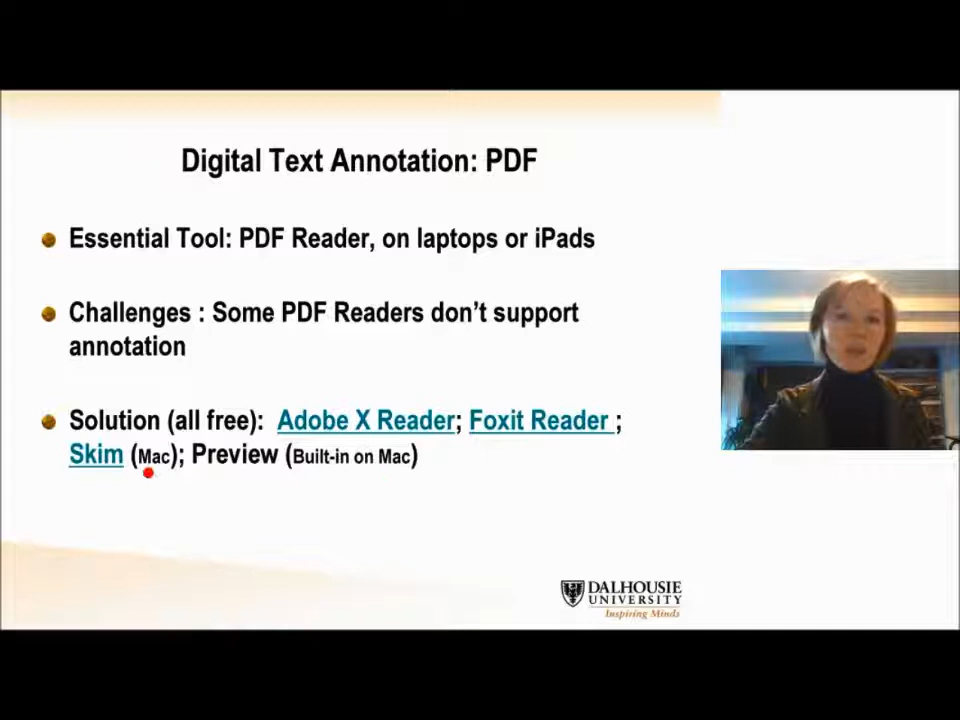 Digital Text Annotation: PDF
Essential Tool: PDF Reader, on laptops or iPads
Challenges : Some PDF Readers don’t support
annotation
Solution (all free): Adobe X Reader; Foxit Reader ;
Skim (Mac); Preview (Built-in on Mac)
DALHOUSIE
UNIVERSITY
Inspiring Minds